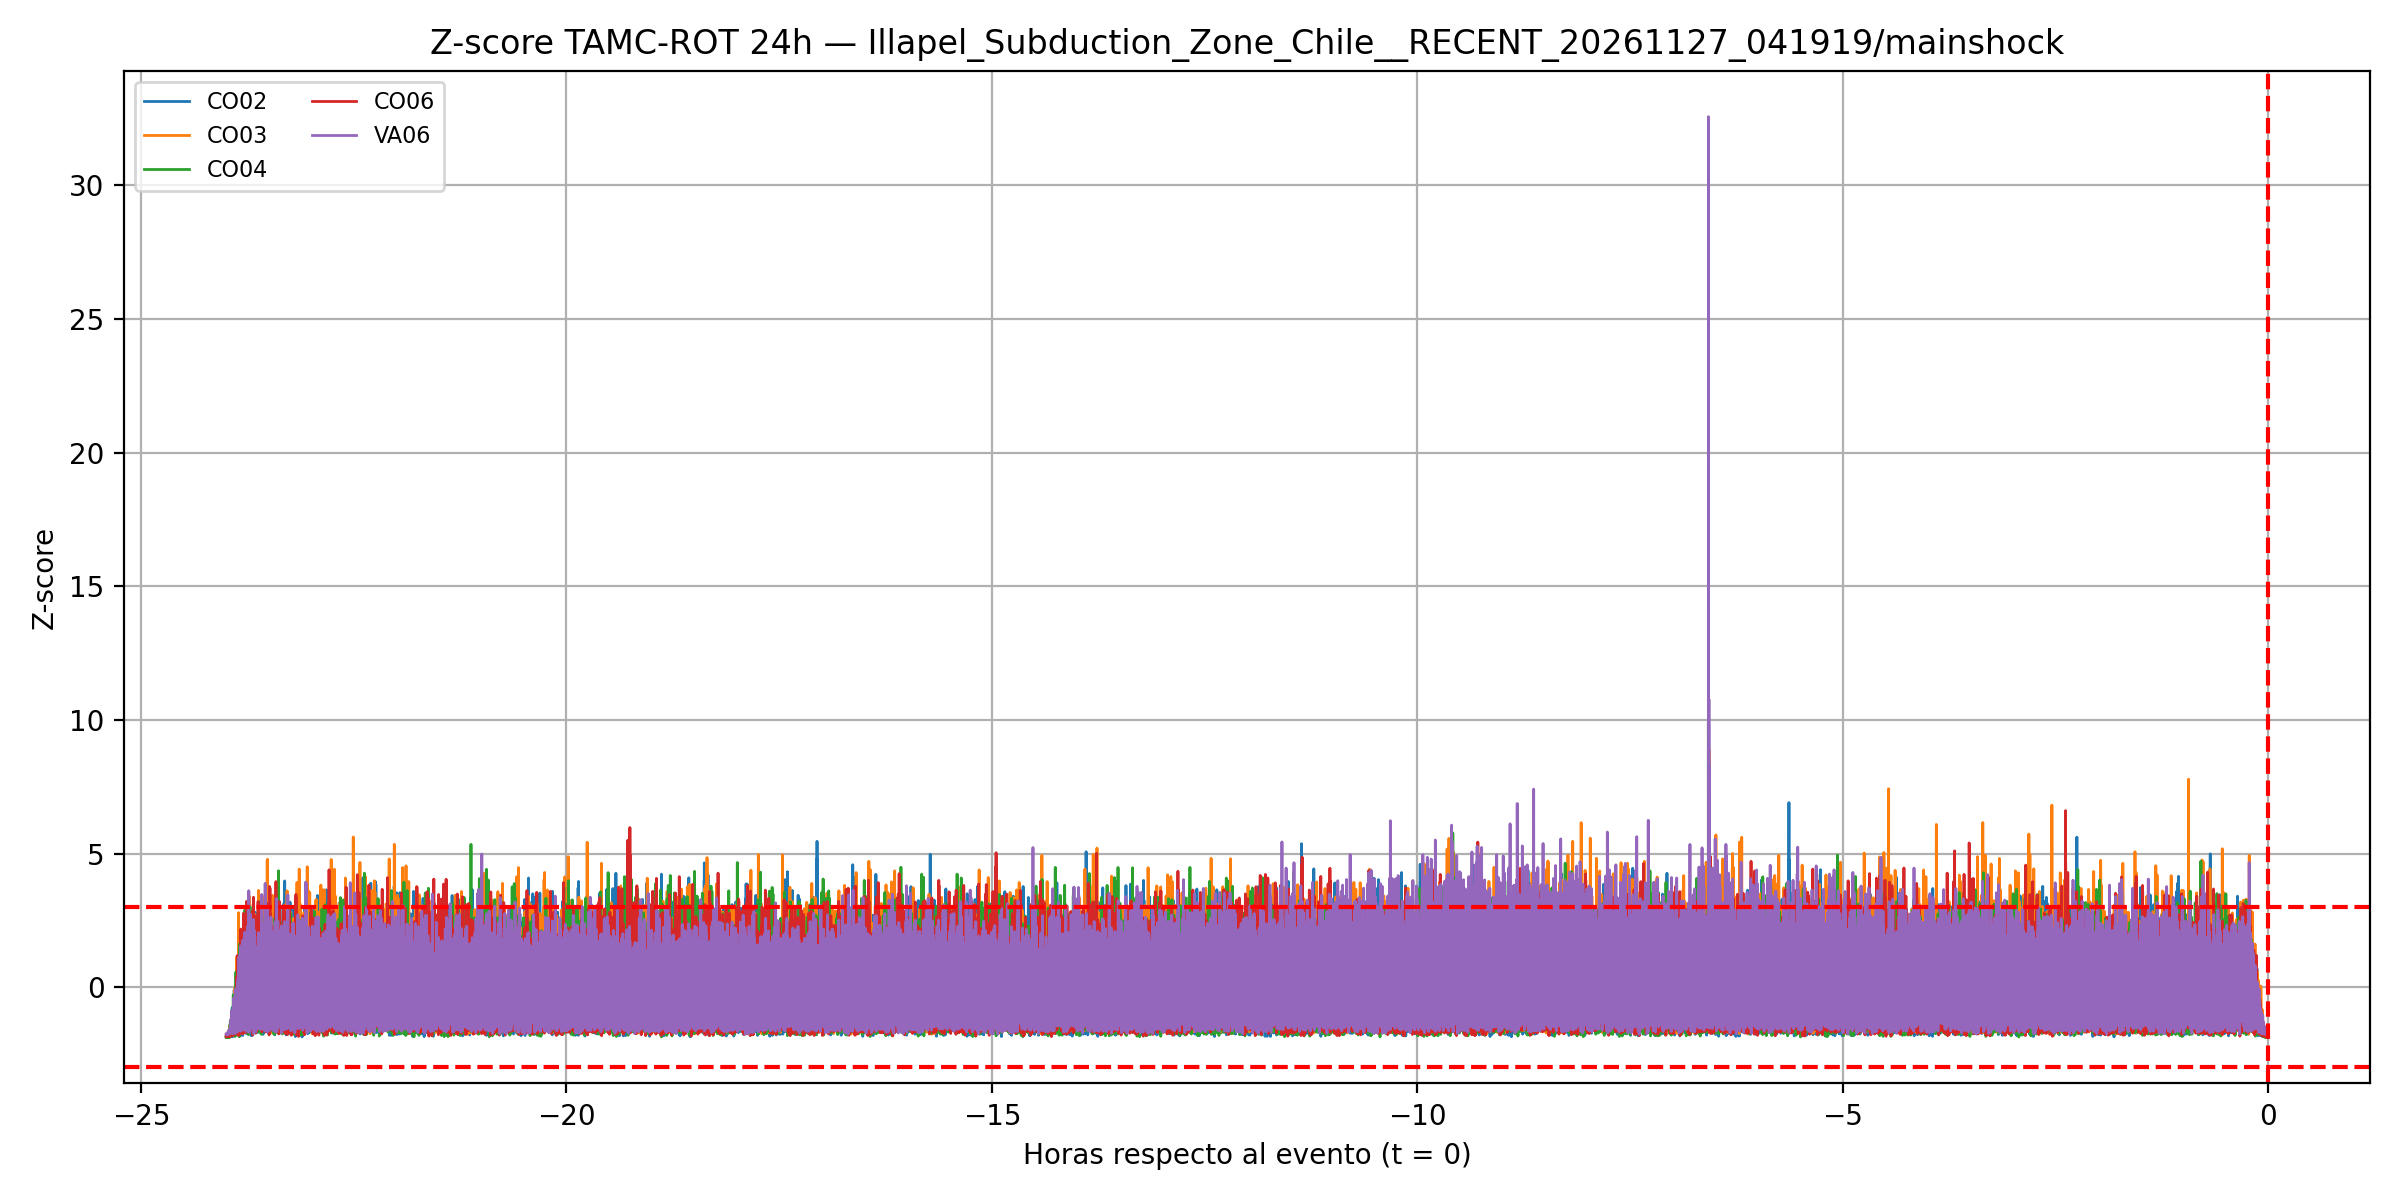 Z-score TAMC-ROT 24h — Illapel_Subduction_Zone_Chile__RECENT_20261127_041919/mainshock
CO02 CO06
CO03 VA06
CO04
30
25
20
15
10
5
0
Z-score
−25 −20 −15 −10 −5 0
Horas respecto al evento (t = 0)